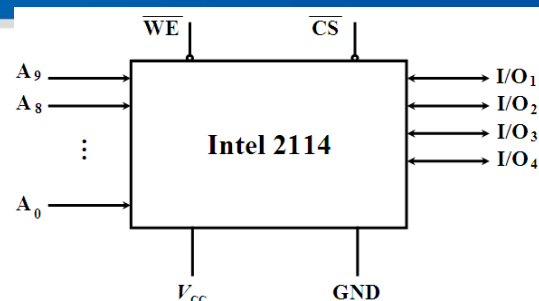 WE CS
A9 I/O1
A8 I/O2
⋮ Intel 2114 I/O3
I/O4
A0
VCC GND